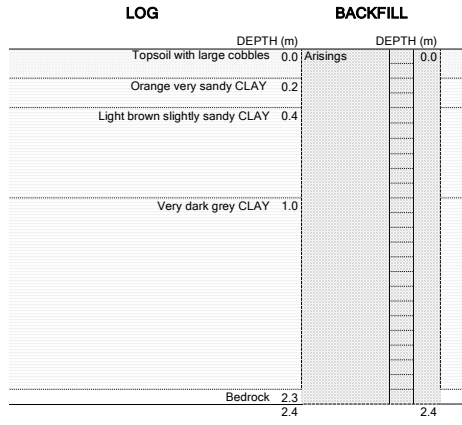 LOG BACKFILL
DEPTH (m) DEPTH (m)
Topsoil with large cobbles 0.0 Arisings 0.0
Orange very sandy CLAY 0.2
Light brown slightly sandy CLAY 0.4
Very dark grey CLAY 1.0
Bedrock 2.3
2.4 2.4